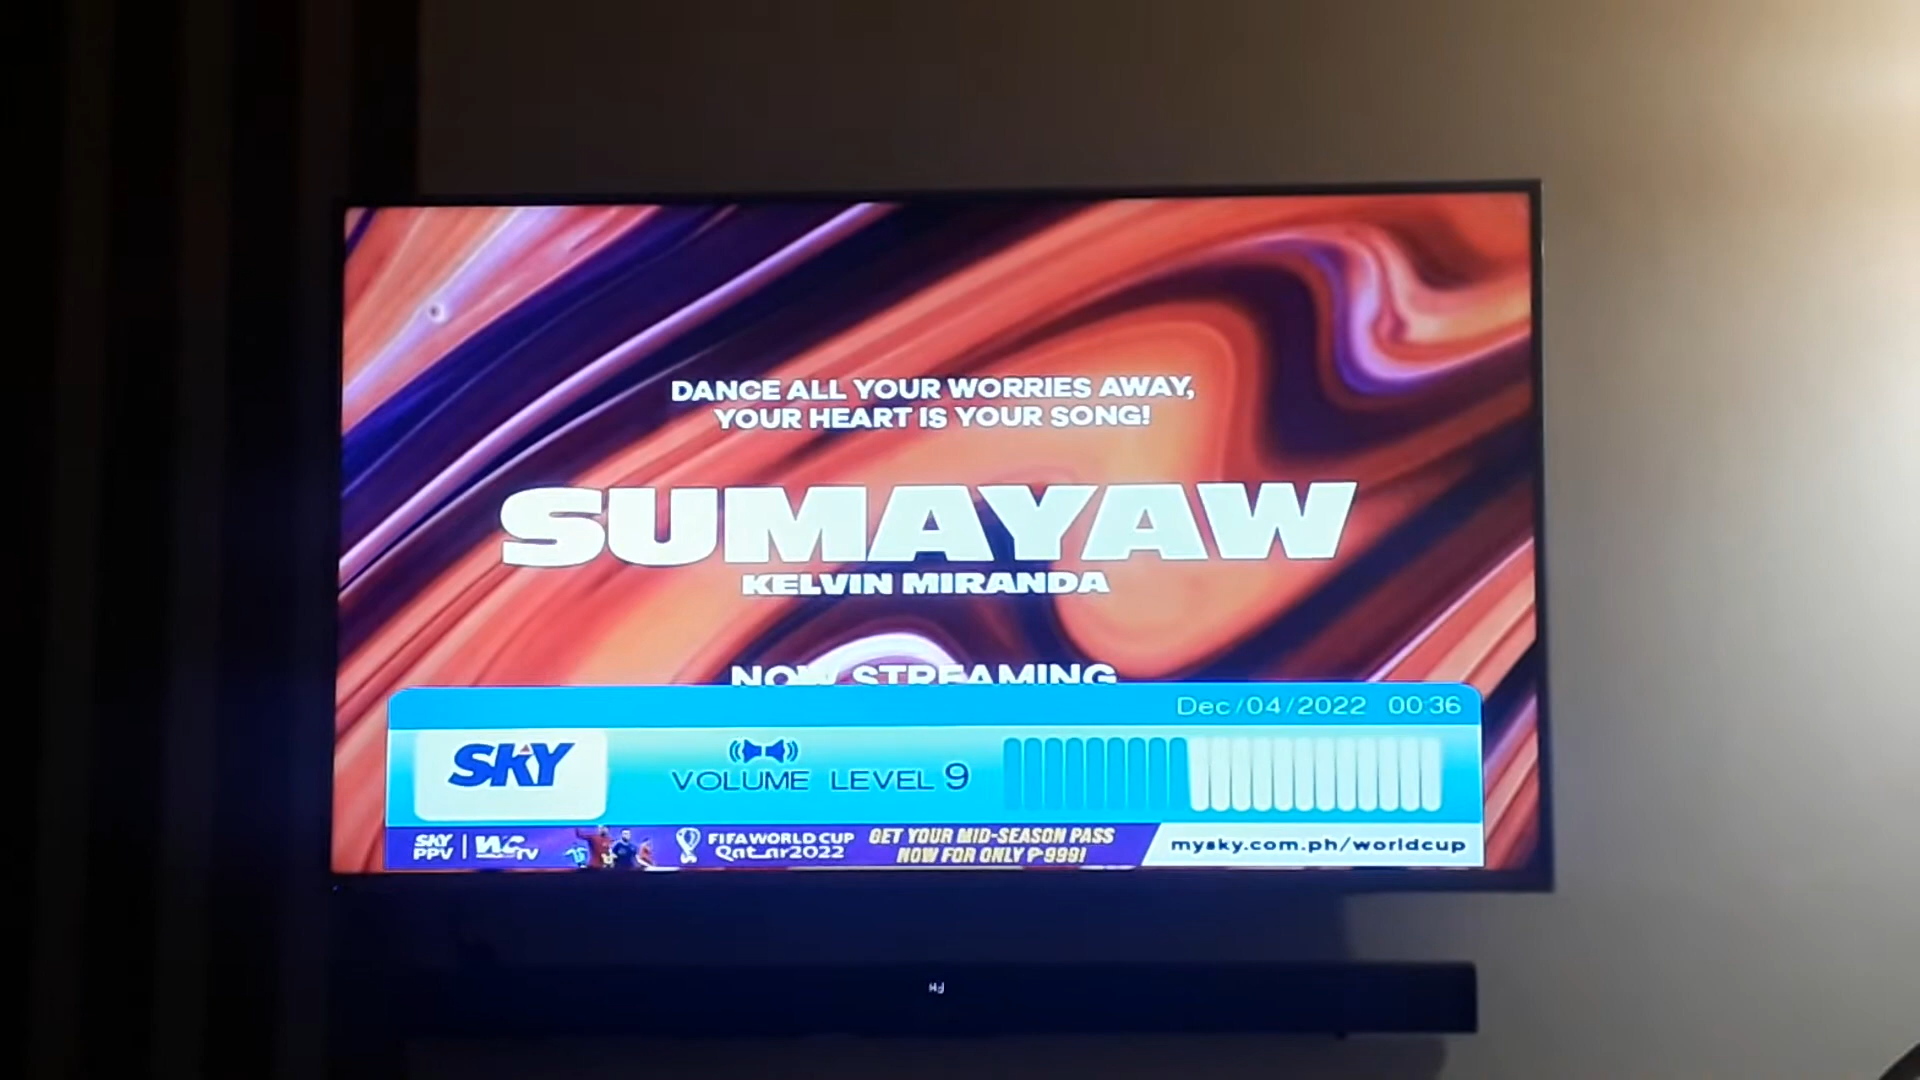 DANCE ALL YOUR WORRIES AWAY,
YOUR HEART IS YOUR SONG!
SUMAYAW
KELVIN MIRANDA
NOW STREAMING
Dec/04/2022 00:36
SKY
VOLUME LEVEL 9
SKY
PPV
TV
FIFA WORLD CUP
Qatar2022
GET YOUR MID-SEASON PASS
NOW FOR ONLY ₱999!
mysky.com.ph/worldcup